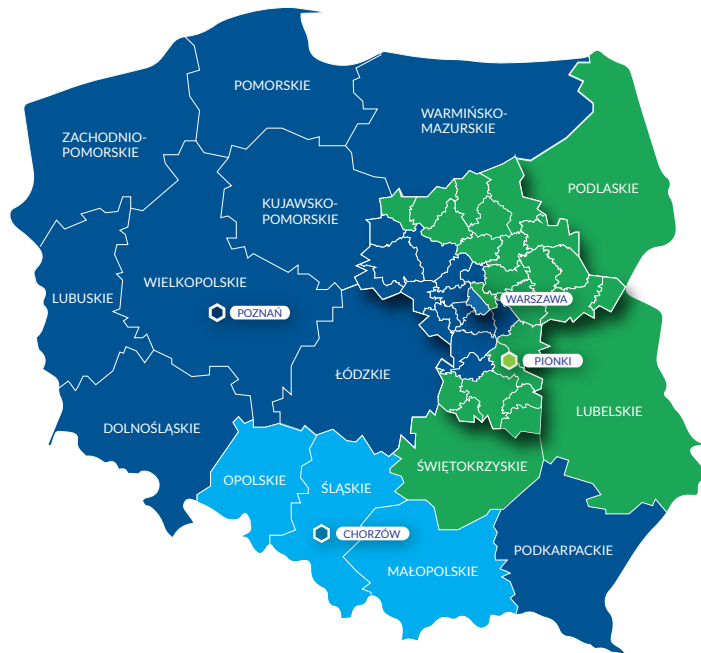 POMORSKIE
WARMIŃSKO-
MAZURSKIE
ZACHODNIO-
POMORSKIE
PODLASKIE
KUJAWSKO-
POMORSKIE
WIELKOPOLSKIE
LUBUSKIE
WARSZAWA
POZNAŃ
PIONKI
ŁÓDZKIE
LUBELSKIE
DOLNOŚLĄSKIE
ŚWIĘTOKRZYSKIE
OPOLSKIE
ŚLĄSKIE
CHORZÓW
PODKARPACKIE
MAŁOPOLSKIE